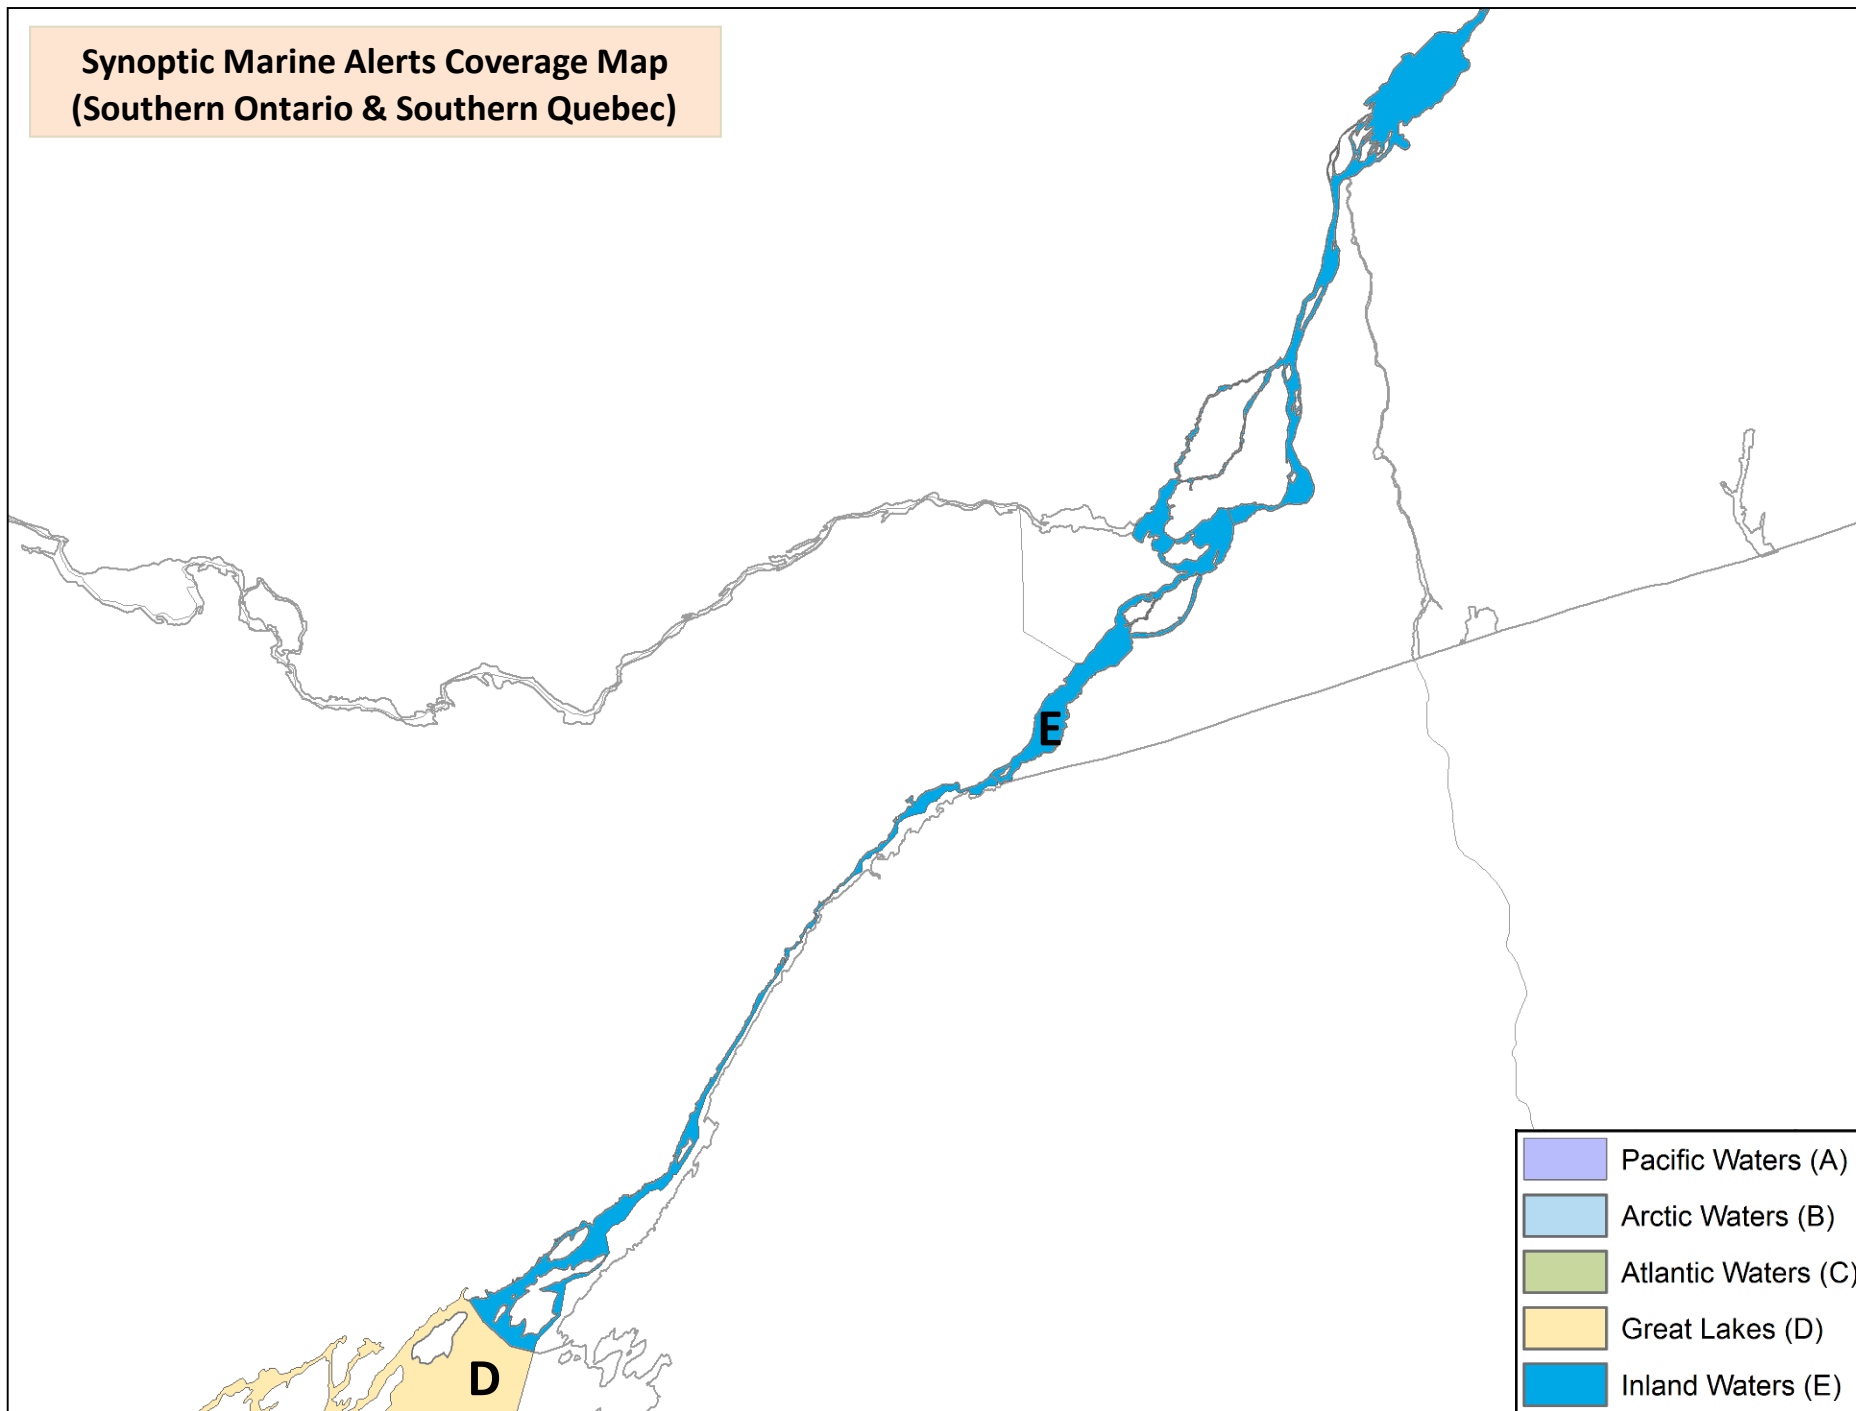 Synoptic Marine Alerts Coverage Map
(Southern Ontario & Southern Quebec)
E
D
Pacific Waters (A)
Arctic Waters (B)
Atlantic Waters (C)
Great Lakes (D)
Inland Waters (E)